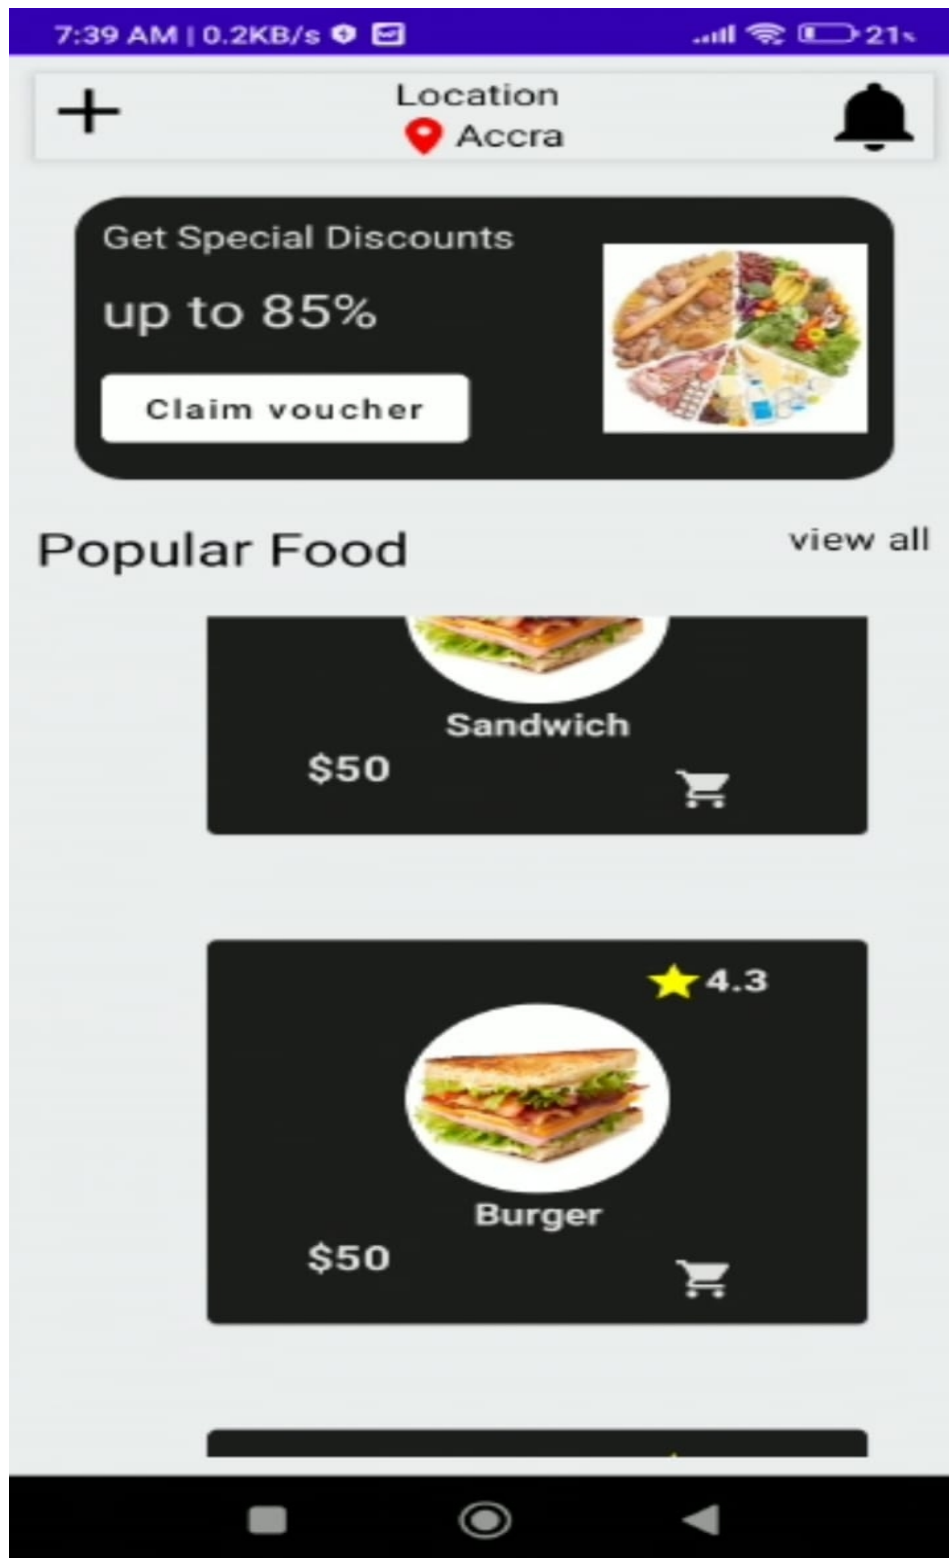 7:39 AM | 0.2KB/s
21%
Location
Accra
Get Special Discounts
up to 85%
Claim voucher
Popular Food
view all
Sandwich
$50
4.3
Burger
$50